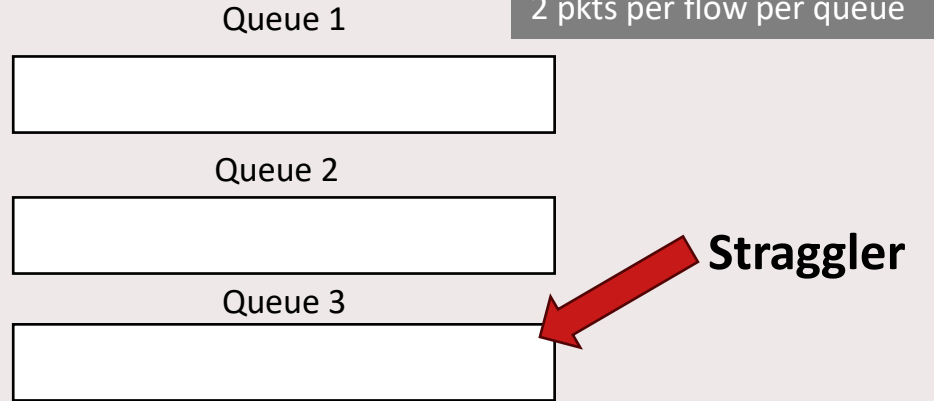 Queue 1
2 pkts per flow per queue
Queue 2
Straggler
Queue 3